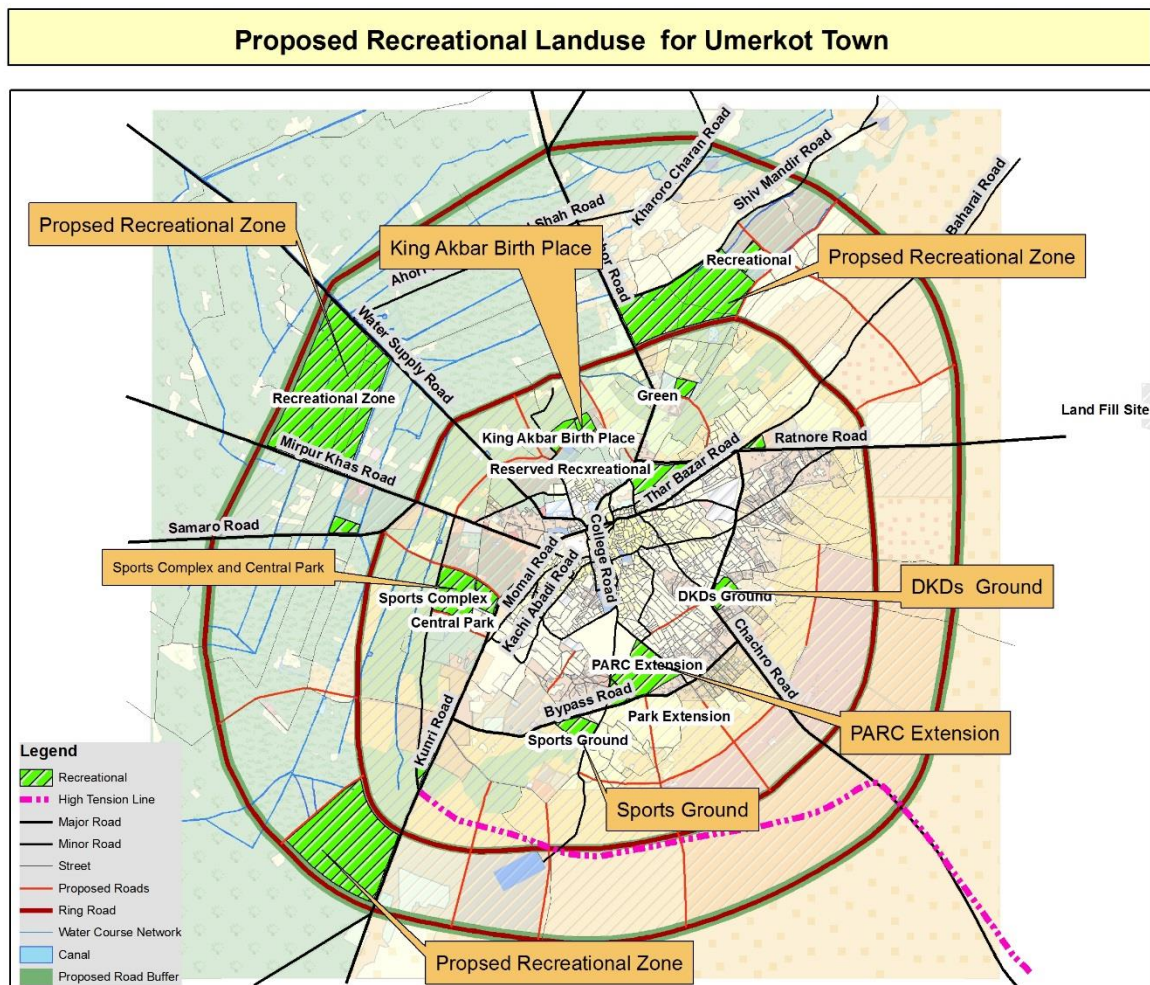 Proposed Recreational Landuse for Umerkot Town
Kharoro Charan Road
Shiv Mandir Road
Baharai Road
Propsed Recreational Zone
Shah Road
King Akbar Birth Place
Recreational
Propsed Recreational Zone
Road
Water Supply Road
Recreational Zone
Green
Land Fill Site
King Akbar Birth Place
Ratnore Road
Mirpur Khas Road
Reserved Recxreational
Thar Bazar Road
Samaro Road
College Road
Momal Road
Kachi Abadi Road
Sports Complex and Central Park
Sports Complex
DKDs Ground
DKDs Ground
Central Park
Chachro Road
PARC Extension
Bypass Road
Park Extension
PARC Extension
Kunri Road
Sports Ground
Sports Ground
Propsed Recreational Zone
Legend
Recreational
High Tension Line
Major Road
Minor Road
Street
Proposed Roads
Ring Road
Water Course Network
Canal
Proposed Road Buffer